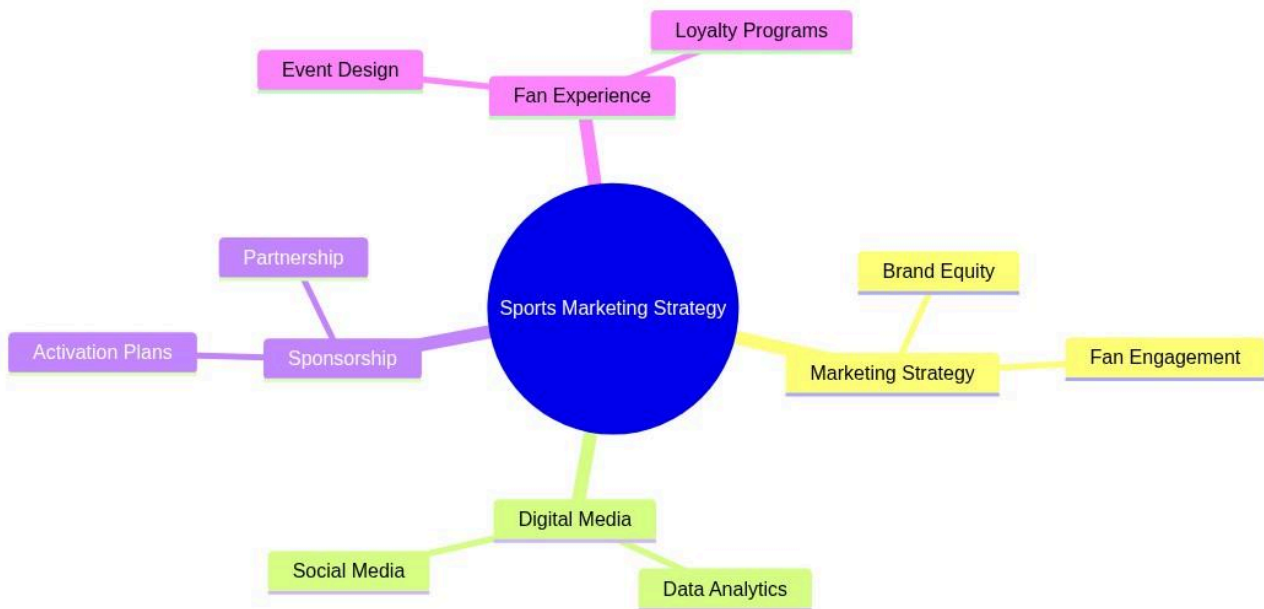 Loyalty Programs
Event Design
Fan Experience
Partnership
Brand Equity
Sports Marketing Strategy
Activation Plans
Sponsorship
Marketing Strategy
Fan Engagement
Digital Media
Social Media
Data Analytics